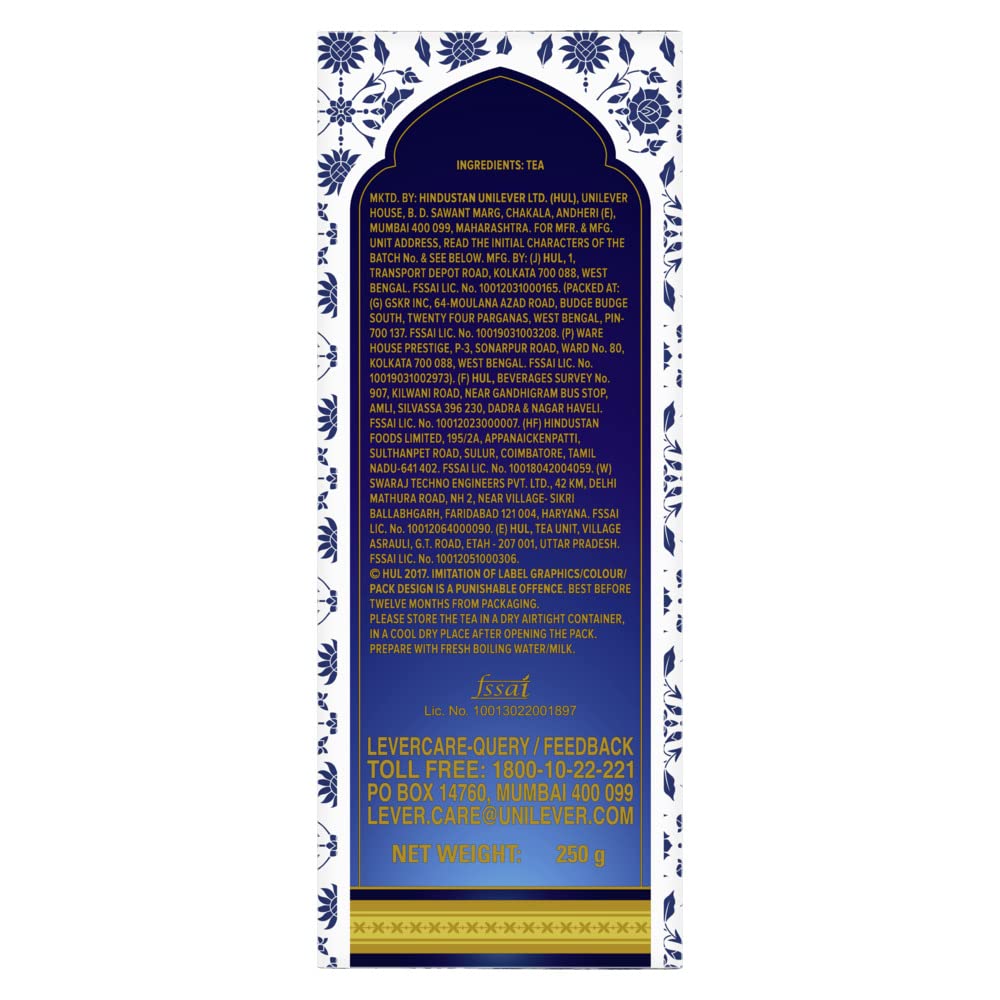 INGREDIENTS: TEA
MKTD. BY: HINDUSTAN UNILEVER LTD. (HUL), UNILEVER
HOUSE, B. D. SAWANT MARG, CHAKALA, ANDHERI (E),
MUMBAI 400 099, MAHARASHTRA. FOR MFR. & MFG.
UNIT ADDRESS, READ THE INITIAL CHARACTERS OF THE
BATCH No. & SEE BELOW. MFG. BY: (J) HUL, 1,
TRANSPORT DEPOT ROAD, KOLKATA 700 088, WEST
BENGAL. FSSAI LIC. No. 10012031000165. (PACKED AT:
(G) GSKR INC, 64-MOULANA AZAD ROAD, BUDGE BUDGE
SOUTH, TWENTY FOUR PARGANAS, WEST BENGAL, PIN-
700 137. FSSAI LIC. No. 10019031003208. (P) WARE
HOUSE PRESTIGE, P-3, SONARPUR ROAD, WARD No. 80,
KOLKATA 700 088, WEST BENGAL. FSSAI LIC. No.
10019031002973). (F) HUL, BEVERAGES SURVEY No.
907, KILWANI ROAD, NEAR GANDHIGRAM BUS STOP,
AMLI, SILVASSA 396 230, DADRA & NAGAR HAVELI.
FSSAI LIC. No. 10012023000007. (HF) HINDUSTAN
FOODS LIMITED, 195/2A, APPANAICKENPATTI,
SULTHANPET ROAD, SULUR, COIMBATORE, TAMIL
NADU-641 402. FSSAI LIC. No. 10018042004059. (W)
SWARAJ TECHNO ENGINEERS PVT. LTD., 42 KM, DELHI
MATHURA ROAD, NH 2, NEAR VILLAGE- SIKRI
BALLABHGARH, FARIDABAD 121 004, HARYANA. FSSAI
LIC. No. 10012064000090. (E) HUL, TEA UNIT, VILLAGE
ASRAULI, G.T. ROAD, ETAH - 207 001, UTTAR PRADESH.
FSSAI LIC. No. 10012051000306.
© HUL 2017. IMITATION OF LABEL GRAPHICS/COLOUR/
PACK DESIGN IS A PUNISHABLE OFFENCE. BEST BEFORE
TWELVE MONTHS FROM PACKAGING.
PLEASE STORE THE TEA IN A DRY AIRTIGHT CONTAINER,
IN A COOL DRY PLACE AFTER OPENING THE PACK.
PREPARE WITH FRESH BOILING WATER/MILK.
fssai
Lic. No. 10013022001897
LEVERCARE-QUERY / FEEDBACK
TOLL FREE: 1800-10-22-221
PO BOX 14760, MUMBAI 400 099
LEVER.CARE@UNILEVER.COM
NET WEIGHT: 250 g